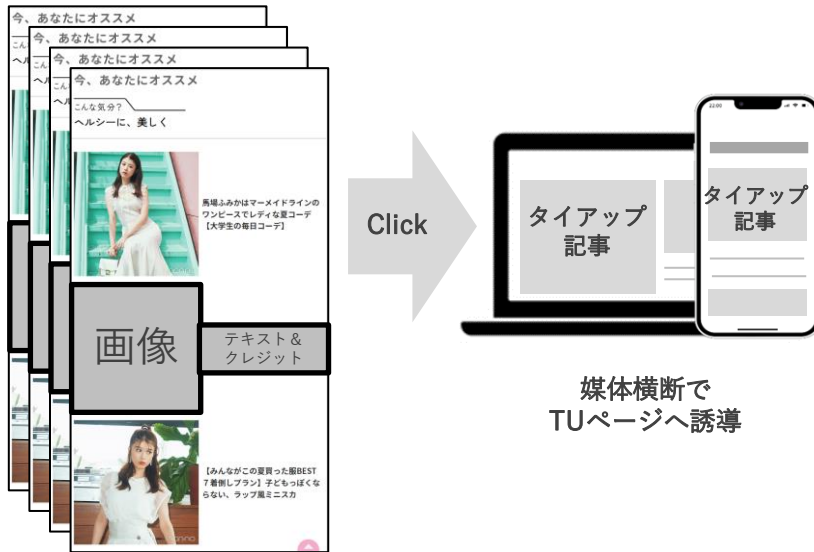 今、あなたにオススメ
今、あなたにオススメ
今、あなたにオススメ
今、あなたにオススメ
こんな気分？
ヘルシーに、美しく
馬場ふみかはマーメイドラインの
ワンピースでレディな夏コーデ
【大学生の毎日コーデ】
画像
テキスト＆
クレジット
【みんながこの夏買った服BEST
７着倒しプラン】子どもっぽくな
らない、ラップ風ミニスカ
Click
タイアップ
記事
タイアップ
記事
媒体横断で
TUページへ誘導